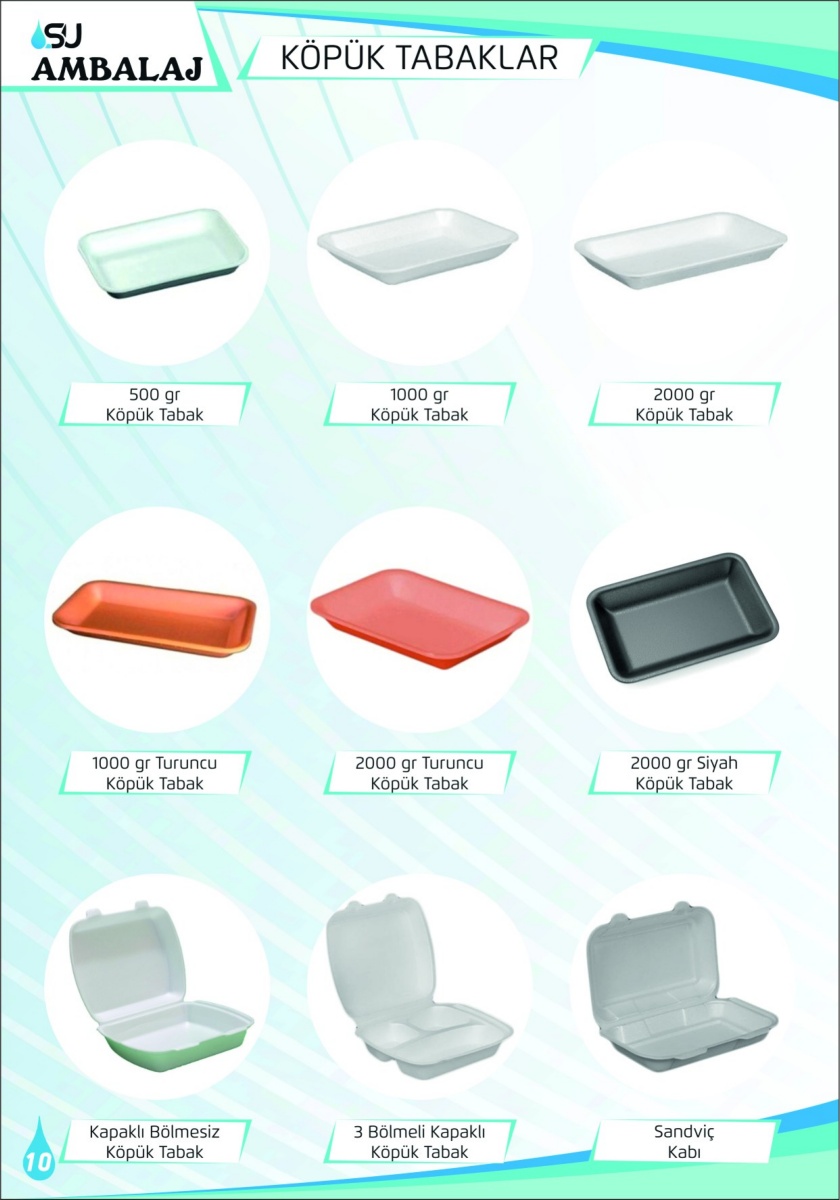 SU
AMBALAJ
KÖPÜK TABAKLAR
500 gr
Köpük Tabak
1000 gr
Köpük Tabak
2000 gr
Köpük Tabak
1000 gr Turuncu
Köpük Tabak
2000 gr Turuncu
Köpük Tabak
2000 gr Siyah
Köpük Tabak
Kapaklı Bölmesiz
Köpük Tabak
3 Bölmeli Kapaklı
Köpük Tabak
Sandviç
Kabı
10